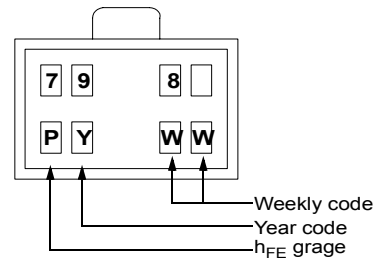 7 9 8
P Y W W
Weekly code
Year code
hFE grage